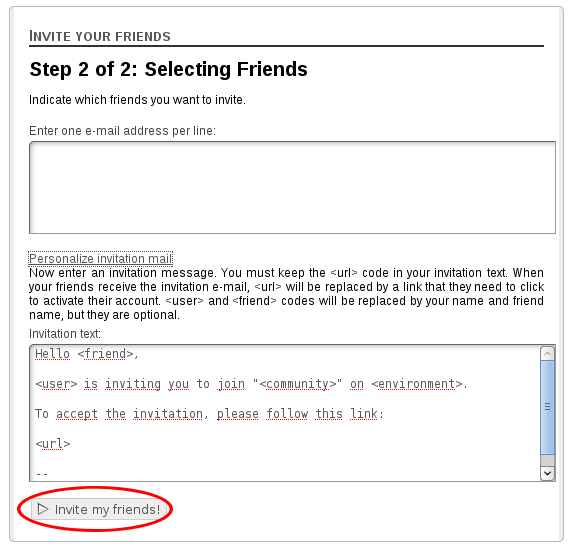 INVITE YOUR FRIENDS
Step 2 of 2: Selecting Friends
Indicate which friends you want to invite.
Enter one e-mail address per line:
Personalize invitation mail
Now enter an invitation message. You must keep the <url> code in your invitation text. When
your friends receive the invitation e-mail, <url> will be replaced by a link that they need to click
to activate their account. <user> and <friend> codes will be replaced by your name and friend
name, but they are optional.
Invitation text:
Hello <friend>,
<user> is inviting you to join "<community>" on <environment>.
To accept the invitation, please follow this link:
<url>
--
Invite my friends!